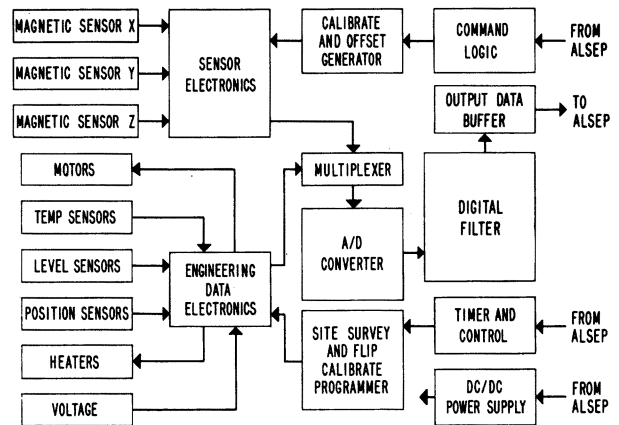 MAGNETIC SENSOR X
MAGNETIC SENSOR Y
MAGNETIC SENSOR Z
SENSOR
ELECTRONICS
CALIBRATE
AND OFFSET
GENERATOR
COMMAND
LOGIC
FROM
ALSEP
OUTPUT DATA
BUFFER
TO
ALSEP
MOTORS
TEMP SENSORS
LEVEL SENSORS
POSITION SENSORS
HEATERS
VOLTAGE
ENGINEERING
DATA
ELECTRONICS
MULTIPLEXER
A/D
CONVERTER
DIGITAL
FILTER
SITE SURVEY
AND FLIP
CALIBRATE
PROGRAMMER
TIMER AND
CONTROL
FROM
ALSEP
DC/DC
POWER SUPPLY
FROM
ALSEP